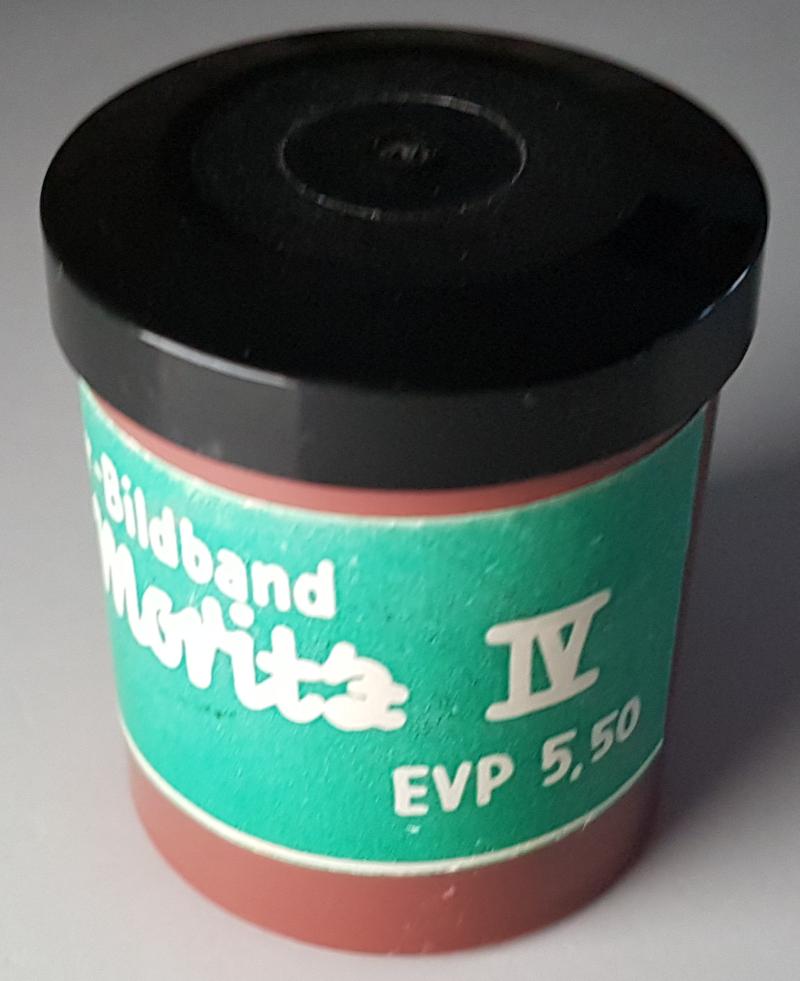 -Bildband
Moritz
IV
EVP 5,50